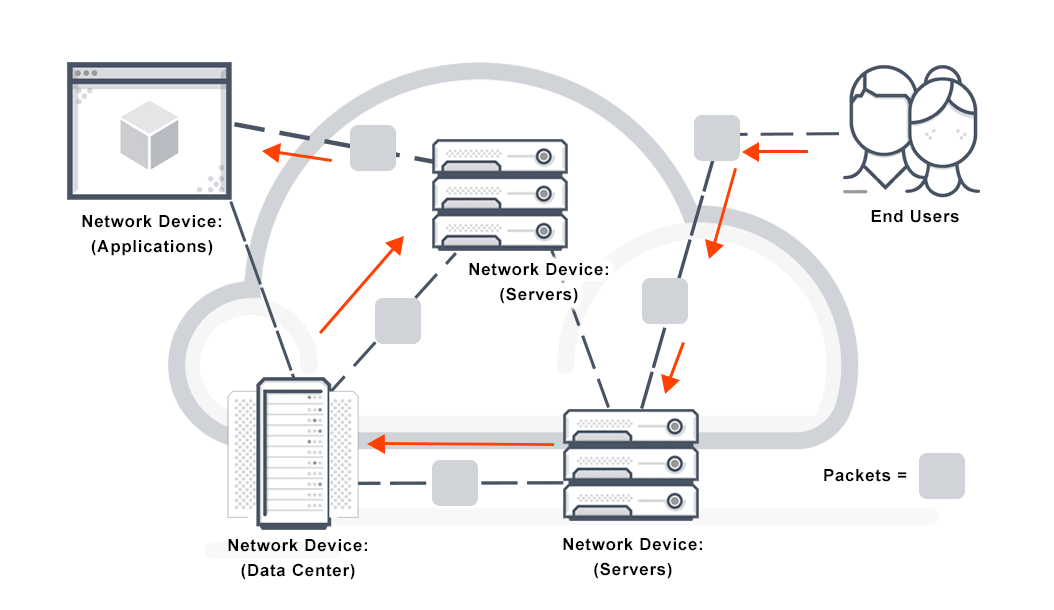 Network Device:
(Applications)
End Users
Network Device:
(Servers)
Packets =
Network Device:
(Data Center)
Network Device:
(Servers)